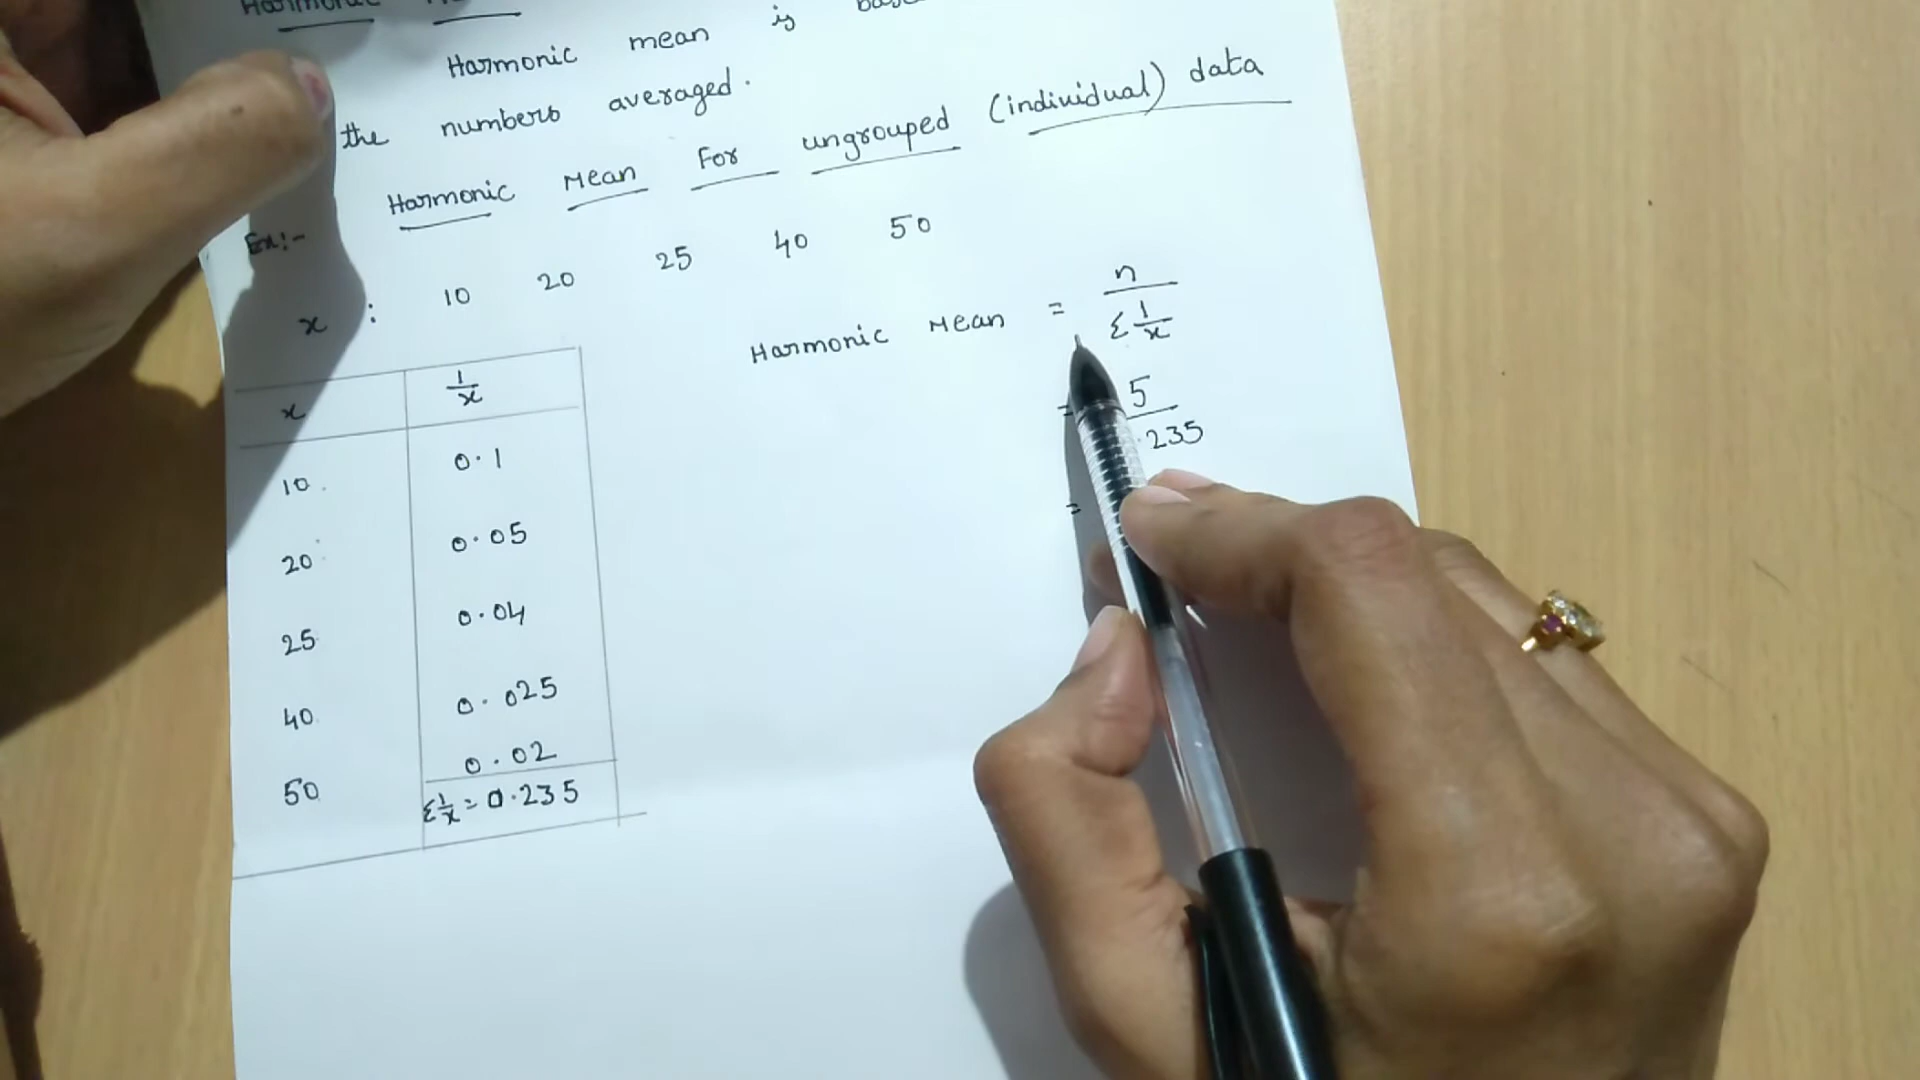 Harmonic
Harmonic mean is
the numbers averaged.
Harmonic Mean For ungrouped (individual) data
Ex:-
x : 10 20 25 40 50
Harmonic Mean = n / Σ 1/x
x 1/x
= 5 / .235
10 0.1
=
20 0.05
25 0.04
40 0.025
50 0.02
Σ 1/x = 0.235